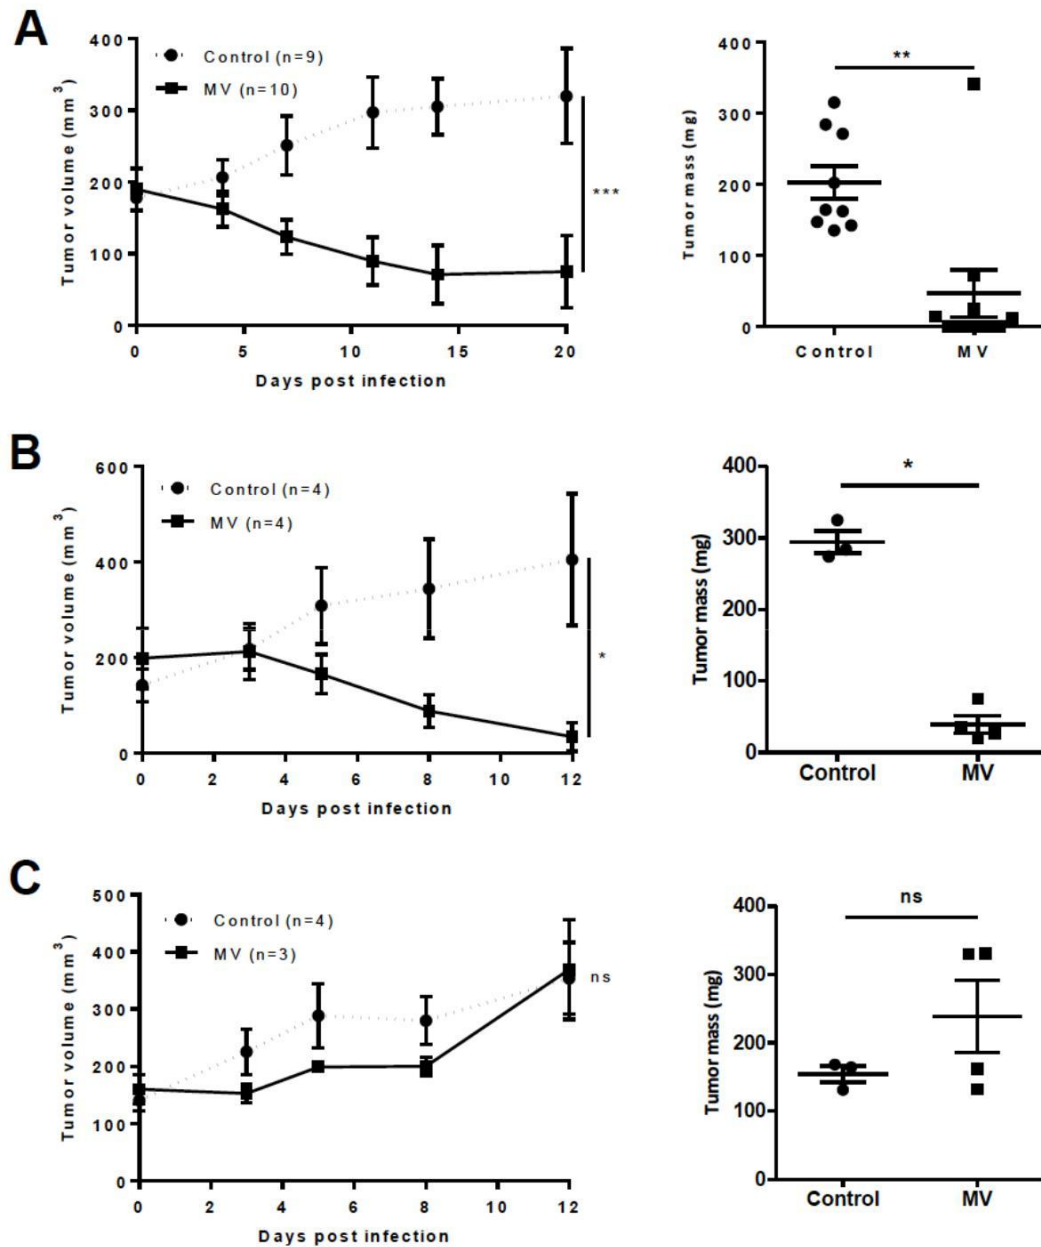 A
400
300
200
100
0
Tumor volume (mm3)
Control (n=9)
MV (n=10)
***
0 5 10 15 20
Days post infection
400
300
200
100
0
Tumor mass (mg)
**
Control MV
B
600
400
200
0
Tumor volume (mm3)
Control (n=4)
MV (n=4)
*
0 2 4 6 8 10 12
Days post infection
400
300
200
100
0
Tumor mass (mg)
*
Control MV
C
500
400
300
200
100
0
Tumor volume (mm3)
Control (n=4)
MV (n=3)
ns
0 2 4 6 8 10 12
Days post infection
400
300
200
100
0
Tumor mass (mg)
ns
Control MV